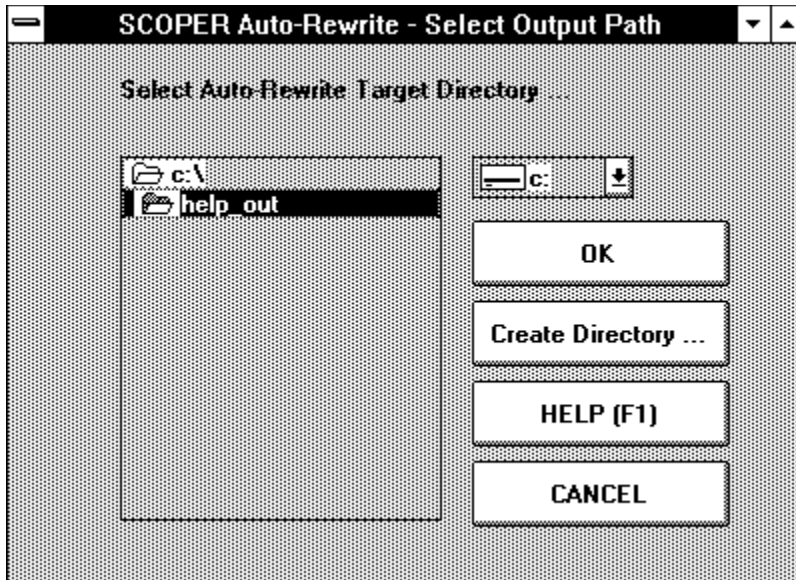 SCOPER Auto-Rewrite - Select Output Path
Select Auto-Rewrite Target Directory ...
c:\
help_out
c:
OK
Create Directory ...
HELP (F1)
CANCEL